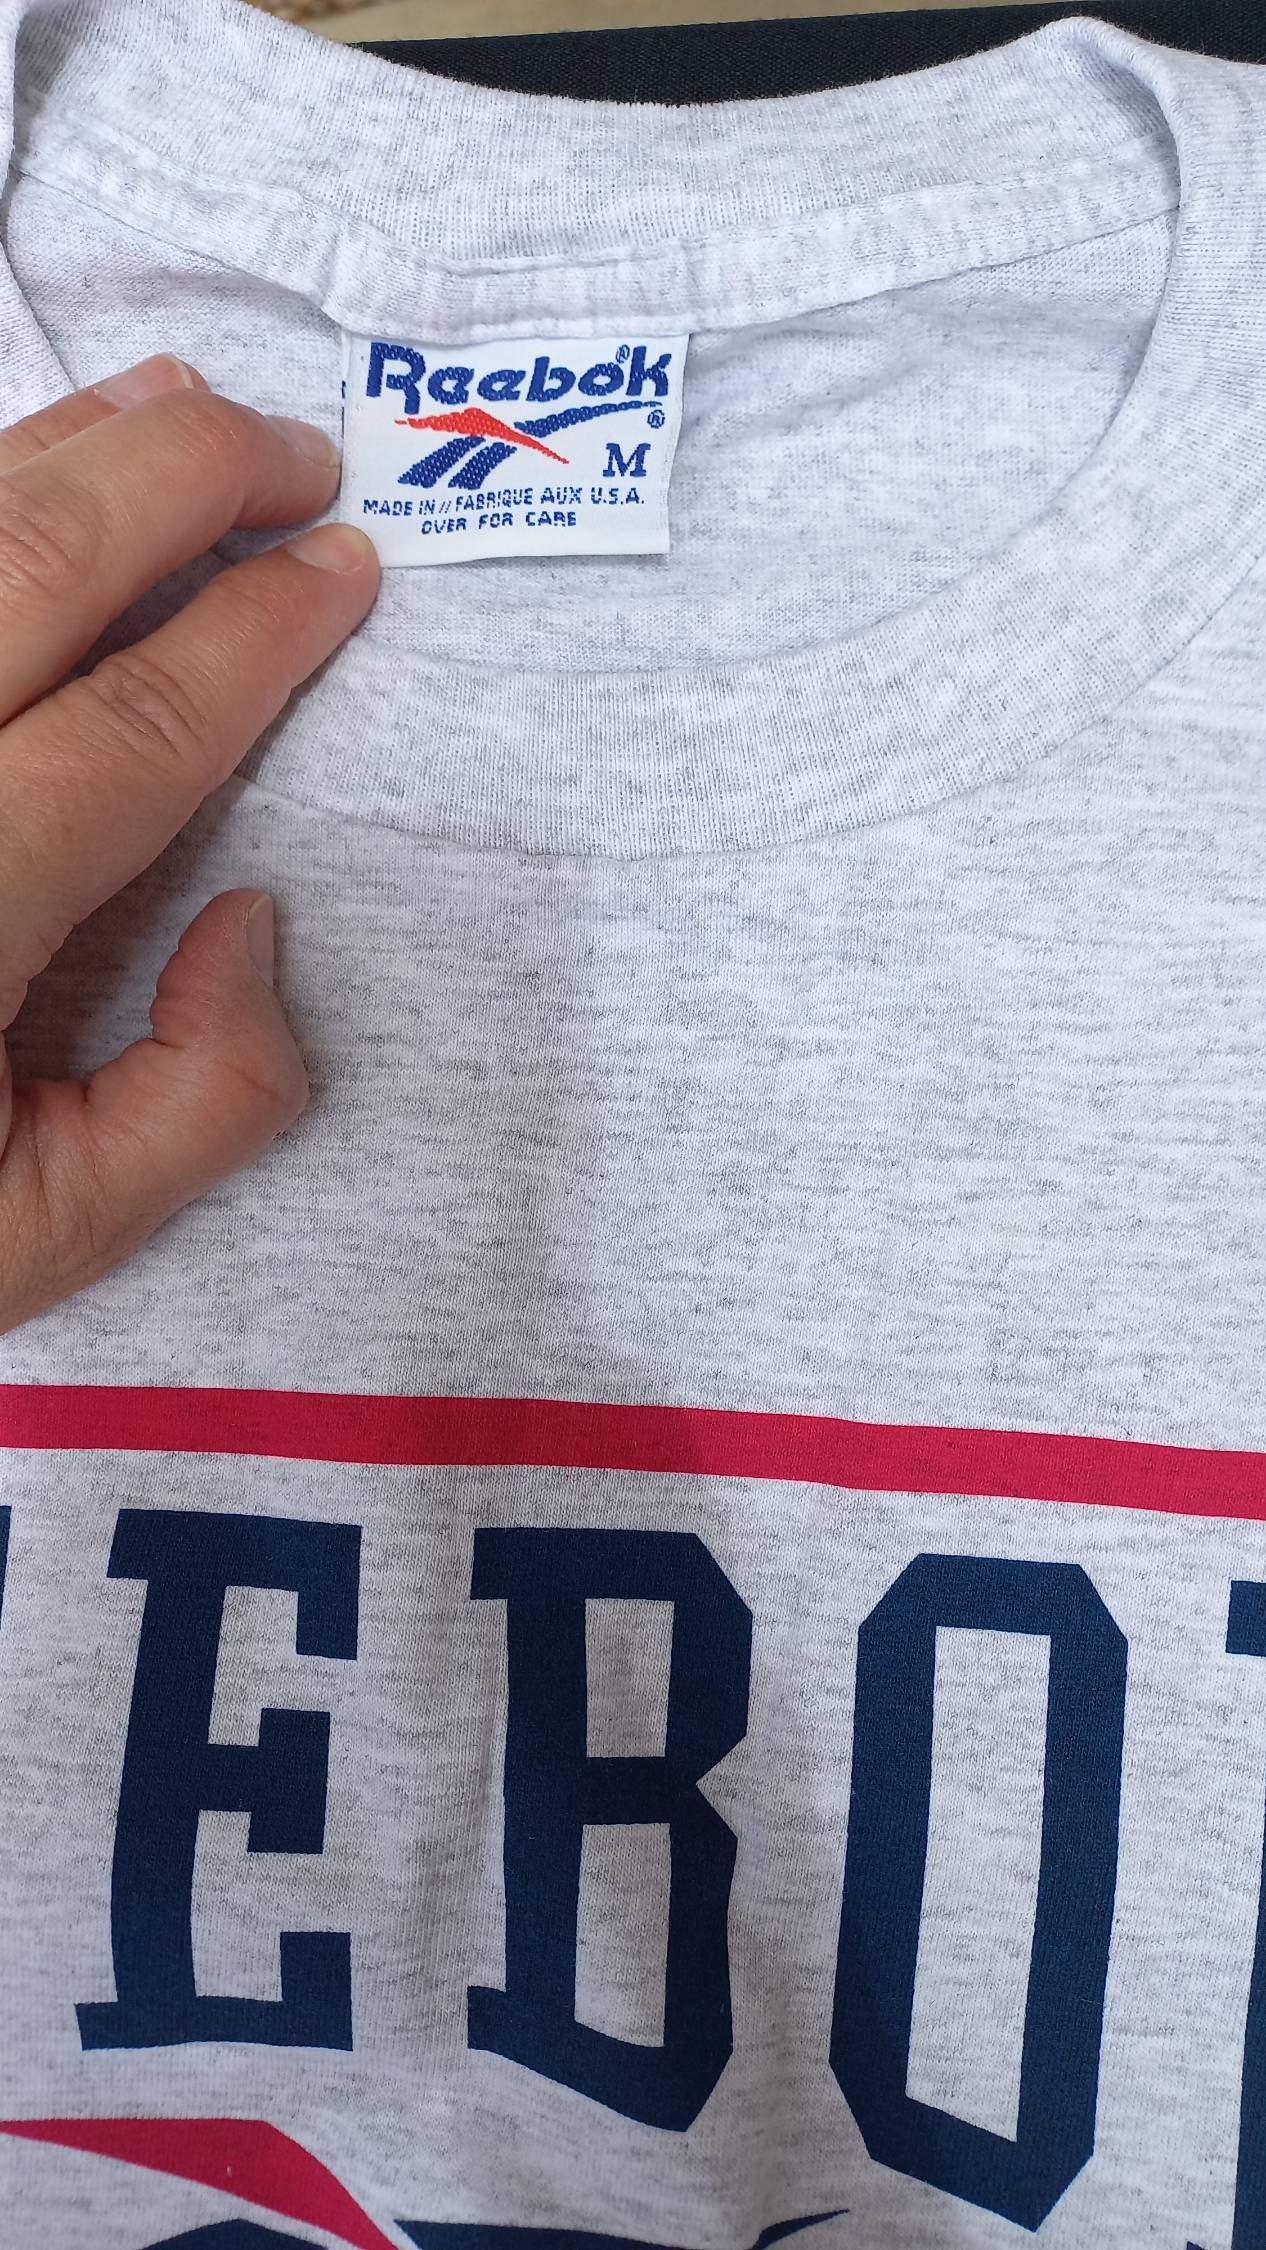 Reebok®
®
M
MADE IN // FABRIQUE AUX U.S.A.
OVER FOR CARE
EBO